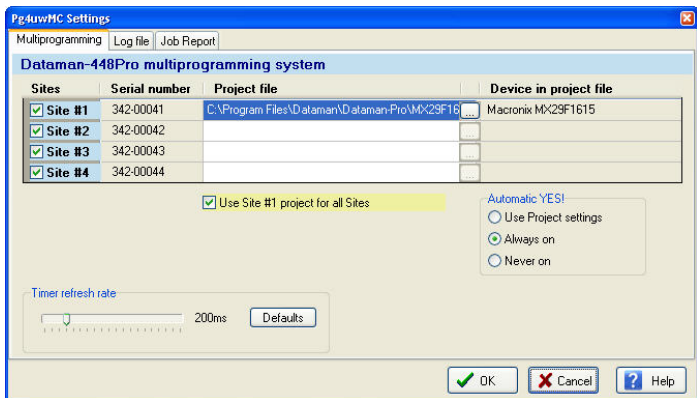 Pg4uwMC Settings
Multiprogramming Log file Job Report
Dataman-448Pro multiprogramming system
Sites Serial number Project file Device in project file
Site #1 342-00041 C:\Program Files\Dataman\Dataman-Pro\MX29F16 ... Macronix MX29F1615
Site #2 342-00042 ...
Site #3 342-00043 ...
Site #4 342-00044 ...
Use Site #1 project for all Sites
Automatic YES!
Use Project settings
Always on
Never on
Timer refresh rate
200ms Defaults
OK Cancel ? Help